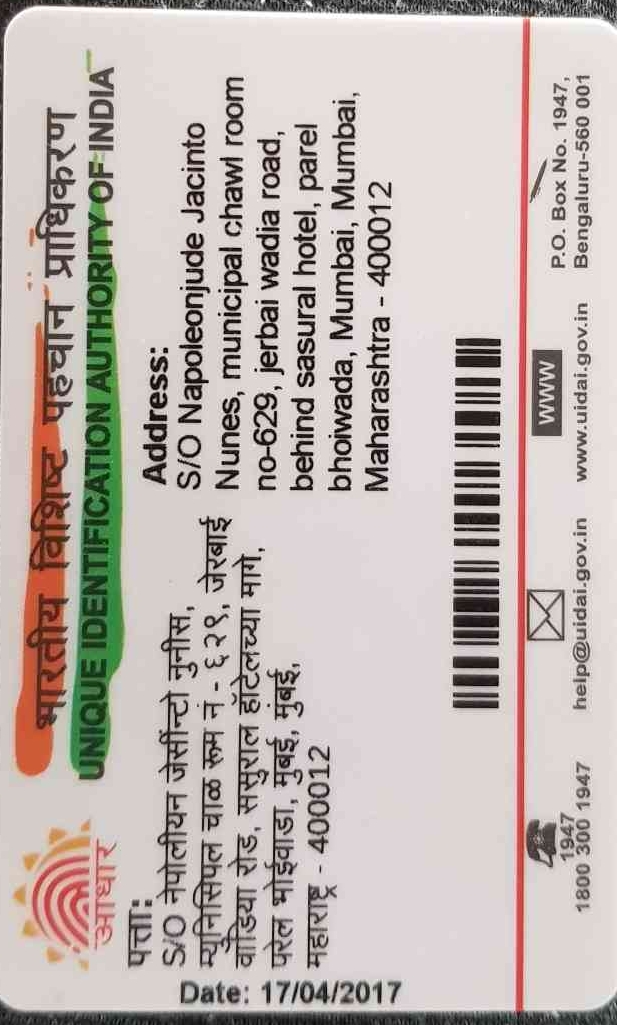 भारतीय विशिष्ट पहचान प्राधिकरण
UNIQUE IDENTIFICATION AUTHORITY OF INDIA
आधार
पत्ता:
S/O नेपोलीयन जेसींन्टो नुनीस,
म्युनिसिपल चाळ रूम नं - ६२९, जेरबाई
वाडिया रोड, ससुराल हॉटेलच्या मागे,
परेल भोईवाडा, मुंबई, मुंबई,
महाराष्ट्र - 400012
Address:
S/O Napoleonjude Jacinto
Nunes, municipal chawl room
no-629, jerbai wadia road,
behind sasural hotel, parel
bhoiwada, Mumbai, Mumbai,
Maharashtra - 400012
Date: 17/04/2017
1947
1800 300 1947
help@uidai.gov.in
WWW
www.uidai.gov.in
P.O. Box No. 1947,
Bengaluru-560 001